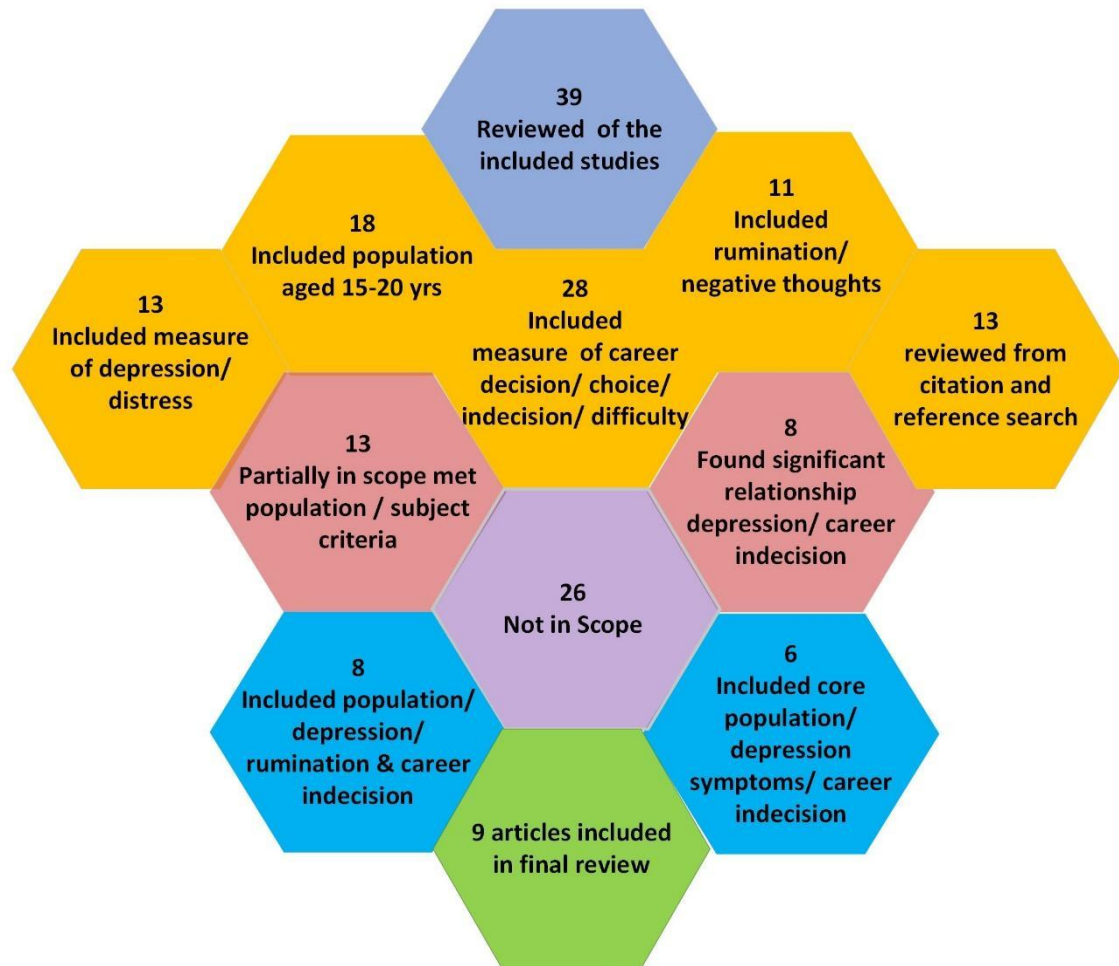 39
Reviewed of the
included studies
18
Included population
aged 15-20 yrs
11
Included
rumination/
negative thoughts
13
Included measure
of depression/
distress
28
Included
measure of career
decision/ choice/
indecision/ difficulty
13
reviewed from
citation and
reference search
13
Partially in scope met
population / subject
criteria
8
Found significant
relationship
depression/ career
indecision
26
Not in Scope
8
Included population/
depression/
rumination & career
indecision
6
Included core
population/
depression
symptoms/ career
indecision
9 articles included
in final review